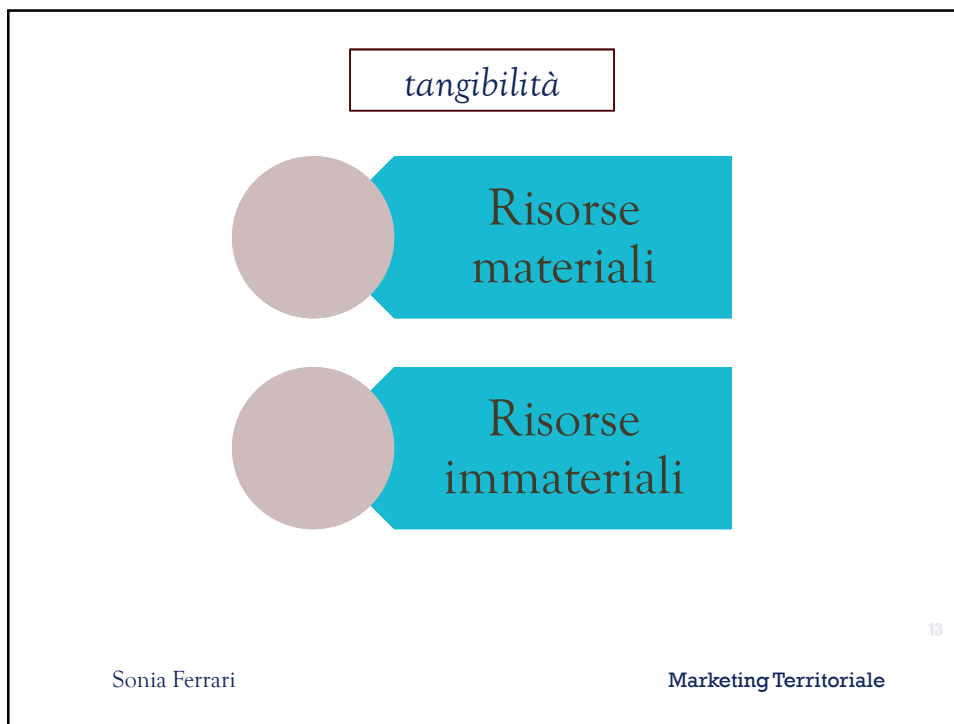 tangibilità
Risorse
materiali
Risorse
immateriali
13
Sonia Ferrari
Marketing Territoriale